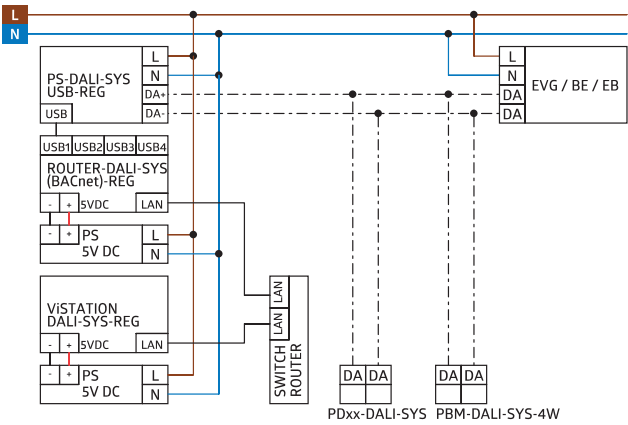 L
N
PS-DALI-SYS
USB-REG
USB
L
N
DA+
DA-
USB1 USB2 USB3 USB4
ROUTER-DALI-SYS
(BACnet)-REG
- + 5VDC LAN
- + PS
5V DC
L
N
ViSTATION
DALI-SYS-REG
- + 5VDC LAN
- + PS
5V DC
L
N
LAN
LAN
SWITCH
ROUTER
L
N
DA
DA
EVG / BE / EB
DA DA
PDxx-DALI-SYS
DA DA
PBM-DALI-SYS-4W